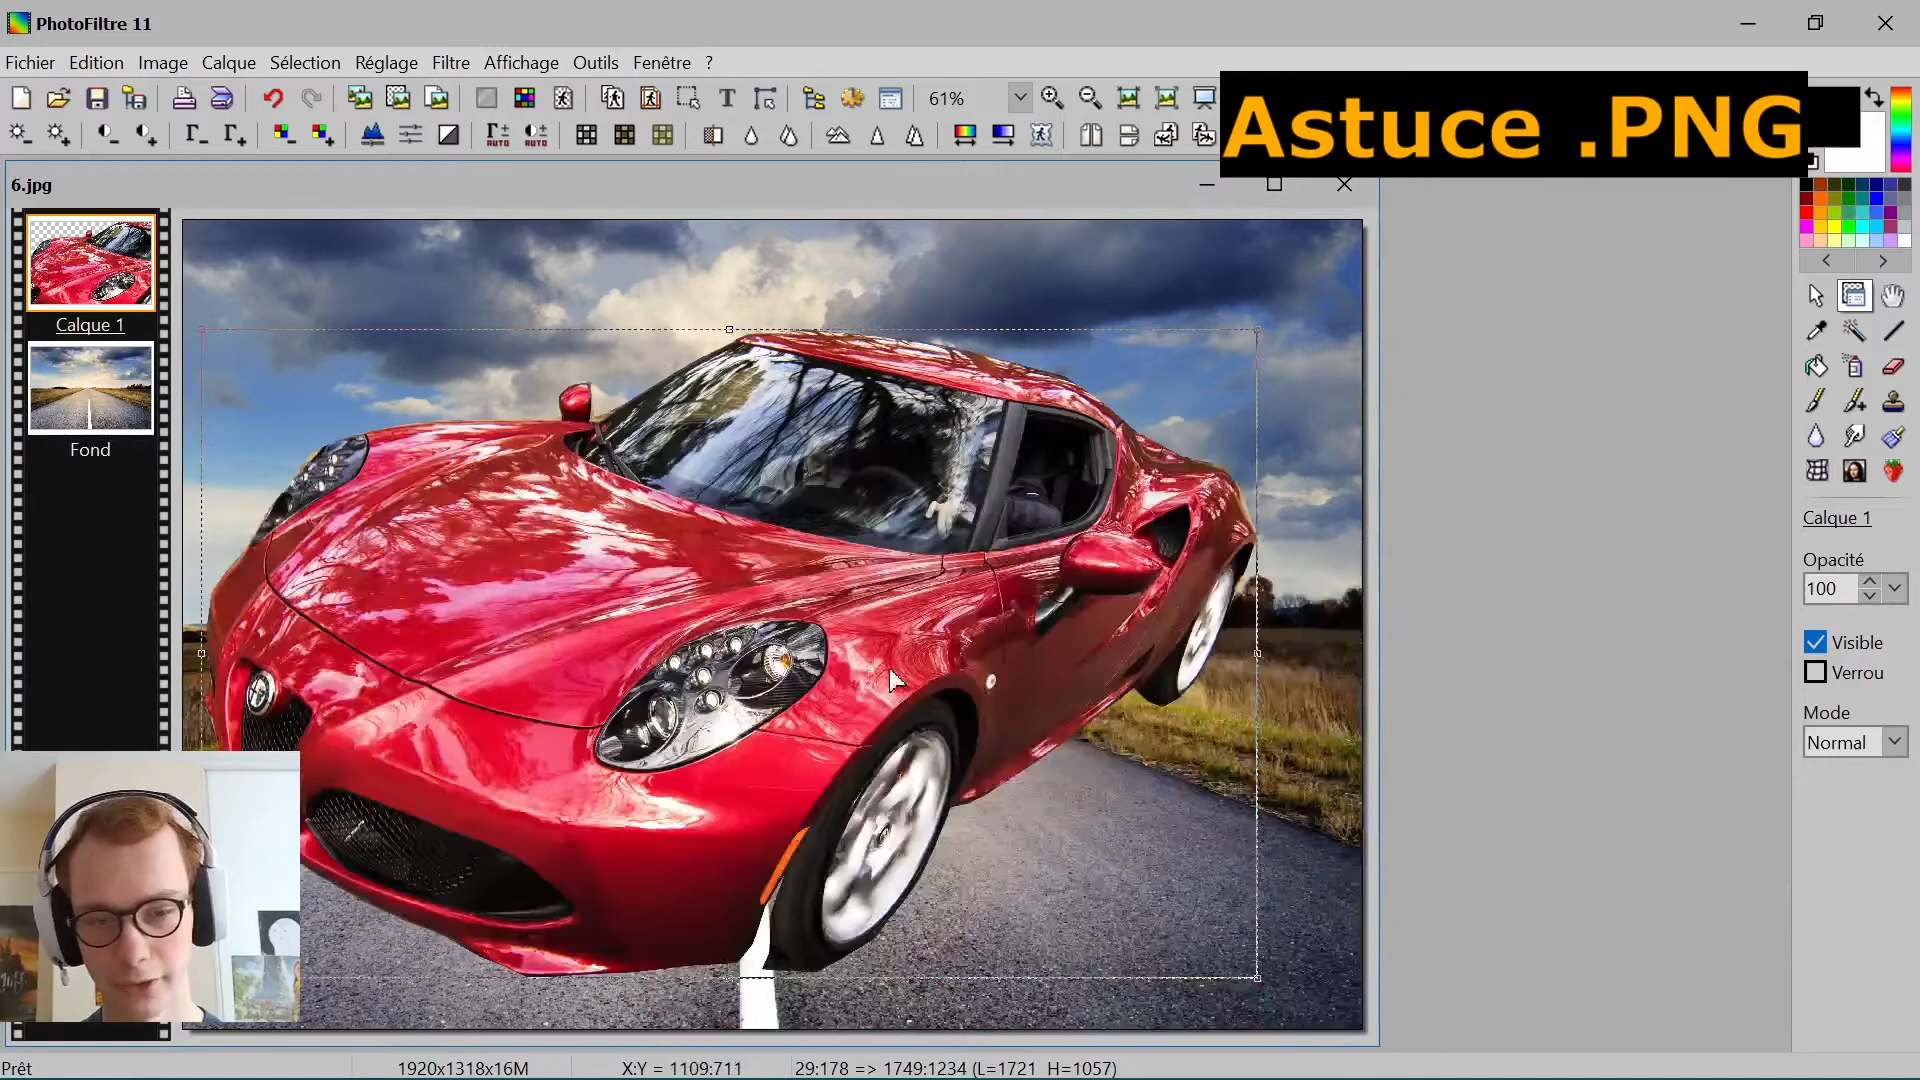 PhotoFiltre 11
Fichier Edition Image Calque Sélection Réglage Filtre Affichage Outils Fenêtre ?
61%
Astuce .PNG
AUTO AUTO
6.jpg
Calque 1
Fond
Calque 1
Opacité
100
Visible
Verrou
Mode
Normal
Prêt 1920x1318x16M X:Y = 1109:711 29:178 => 1749:1234 (L=1721 H=1057)